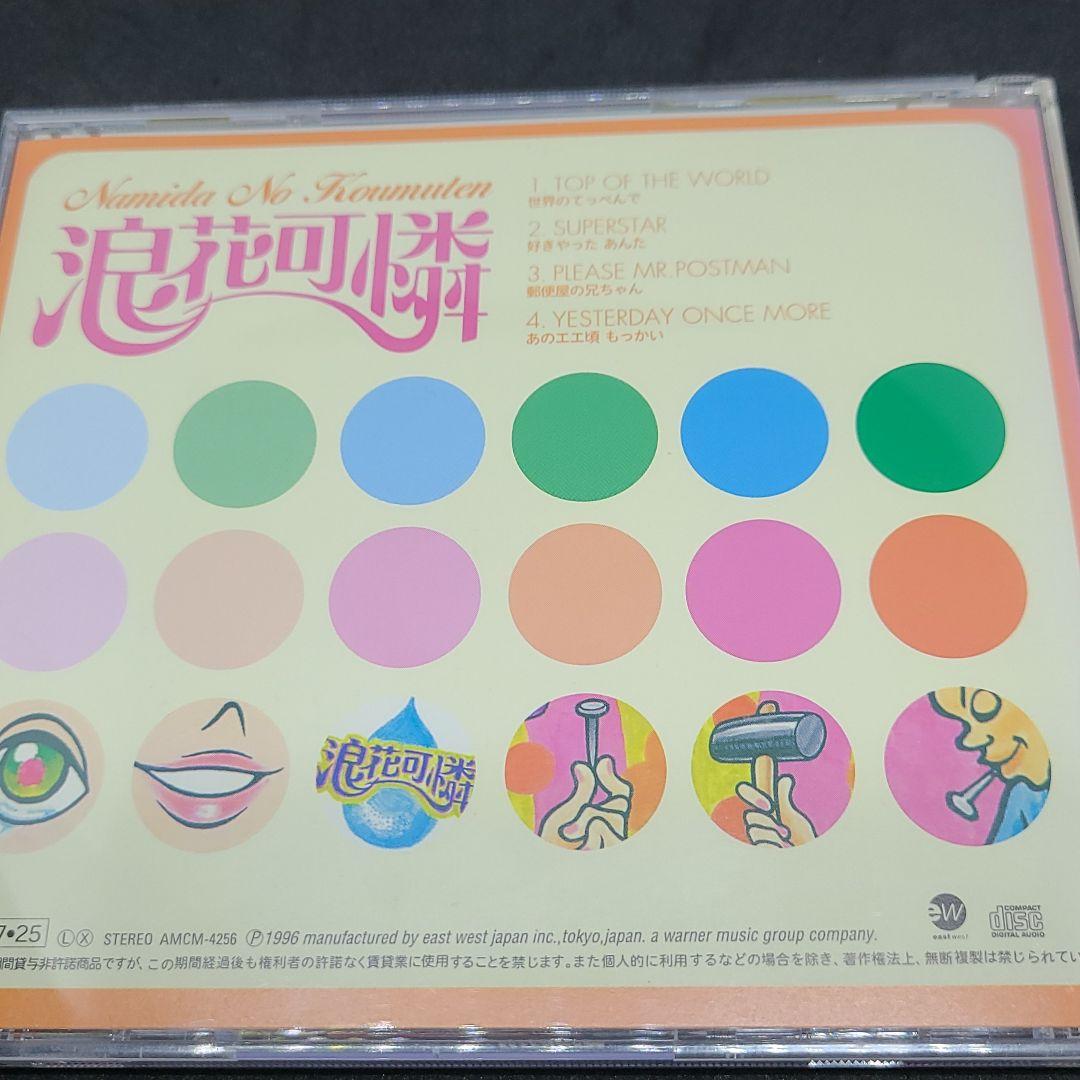 Namida No Koumuten
浪花可憐
1. TOP OF THE WORLD
世界のてっぺんで
2. SUPERSTAR
好きやった あんた
3. PLEASE MR.POSTMAN
郵便屋の兄ちゃん
4. YESTERDAY ONCE MORE
あのエエ頃 もっかい
浪花可憐
ew
east west
COMPACT
disc
DIGITAL AUDIO
7•25 ⓁⓍ STEREO AMCM-4256 Ⓟ1996 manufactured by east west japan inc.,tokyo,japan. a warner music group company.
間貸与非許諾商品ですが、この期間経過後も権利者の許諾なく賃貸業に使用することを禁じます。また個人的に利用するなどの場合を除き、著作権法上、無断複製は禁じられてい